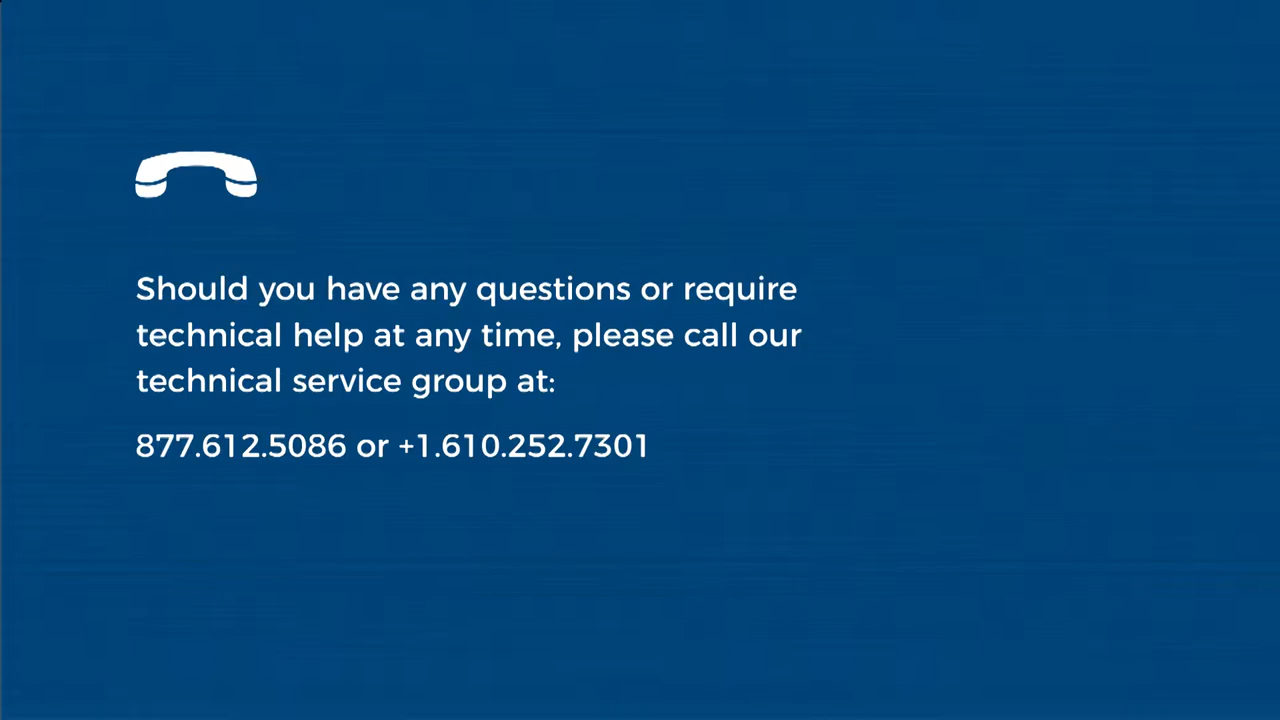 Should you have any questions or require
technical help at any time, please call our
technical service group at:
877.612.5086 or +1.610.252.7301